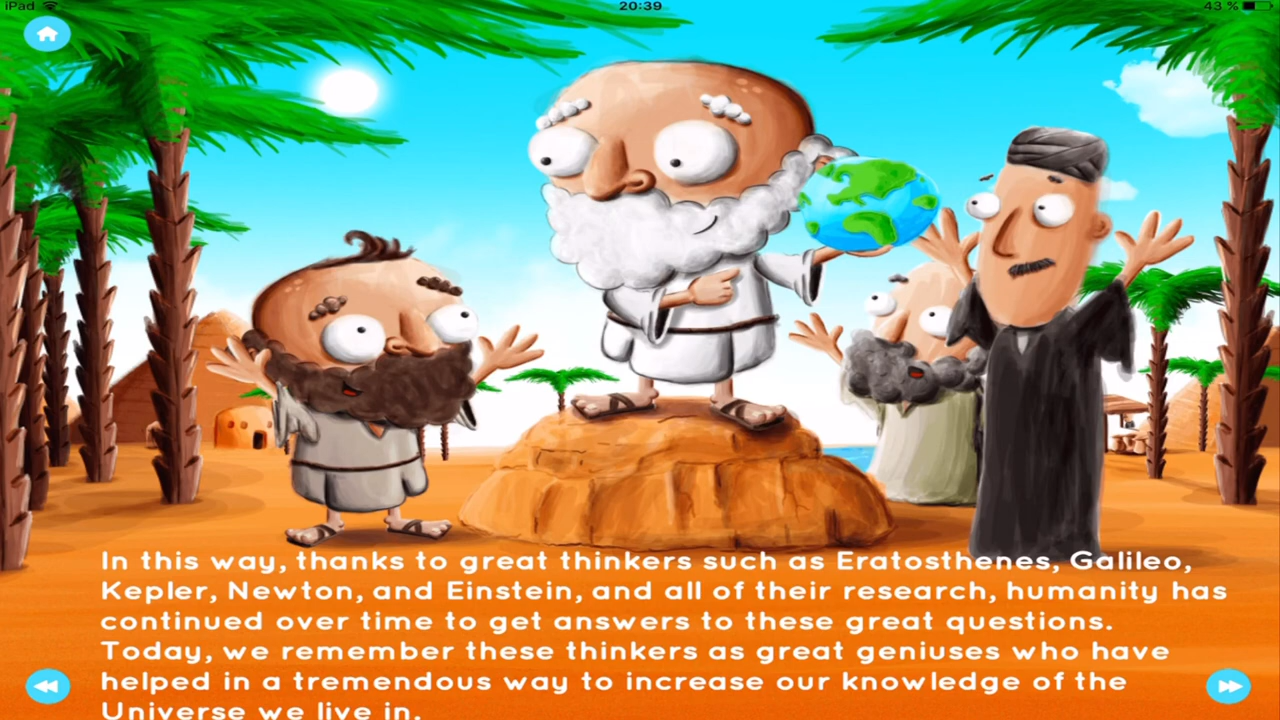 iPad 20:39 43 %
In this way, thanks to great thinkers such as Eratosthenes, Galileo,
Kepler, Newton, and Einstein, and all of their research, humanity has
continued over time to get answers to these great questions.
Today, we remember these thinkers as great geniuses who have
helped in a tremendous way to increase our knowledge of the
Universe we live in.